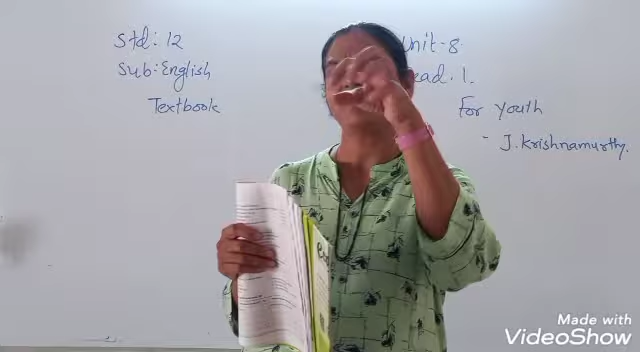 Std: 12
Sub: English
Textbook
Unit-8
ead. 1.
For youth
- J. Krishnamurthy.
Made with
VideoShow